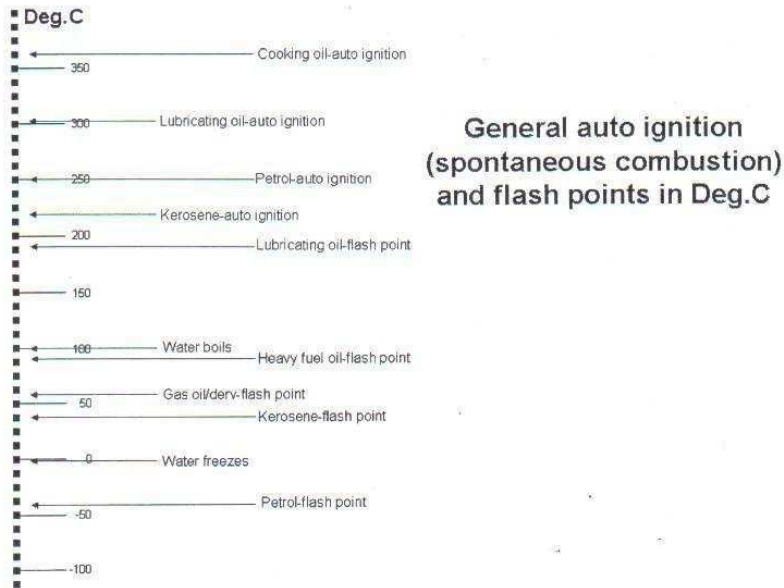 Deg.C
Cooking oil-auto ignition
350
300
Lubricating oil-auto ignition
General auto ignition
(spontaneous combustion)
and flash points in Deg.C
250
Petrol-auto ignition
Kerosene-auto ignition
200
Lubricating oil-flash point
150
100
Water boils
Heavy fuel oil-flash point
Gas oil/derv-flash point
50
Kerosene-flash point
0
Water freezes
Petrol-flash point
-50
-100